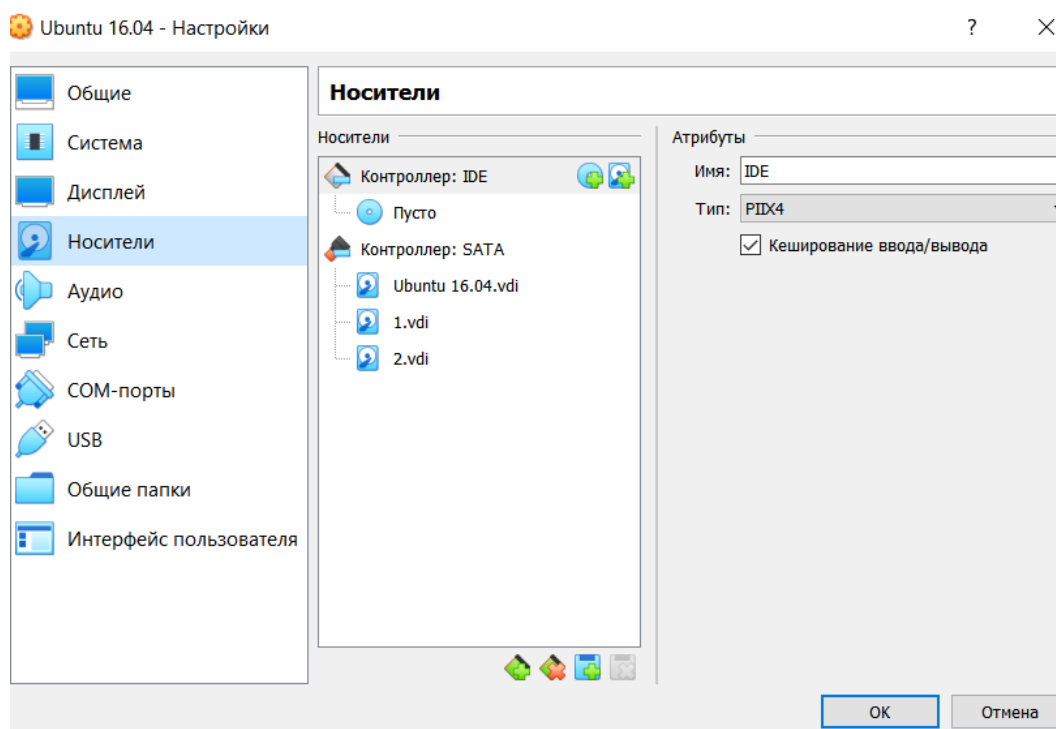 Ubuntu 16.04 - Настройки ?
Общие
Система
Дисплей
Носители
Аудио
Сеть
COM-порты
USB
Общие папки
Интерфейс пользователя
Носители
Носители
Контроллер: IDE
Пусто
Контроллер: SATA
Ubuntu 16.04.vdi
1.vdi
2.vdi
Атрибуты
Имя: IDE
Тип: PIIX4
Кеширование ввода/вывода
OK Отмена